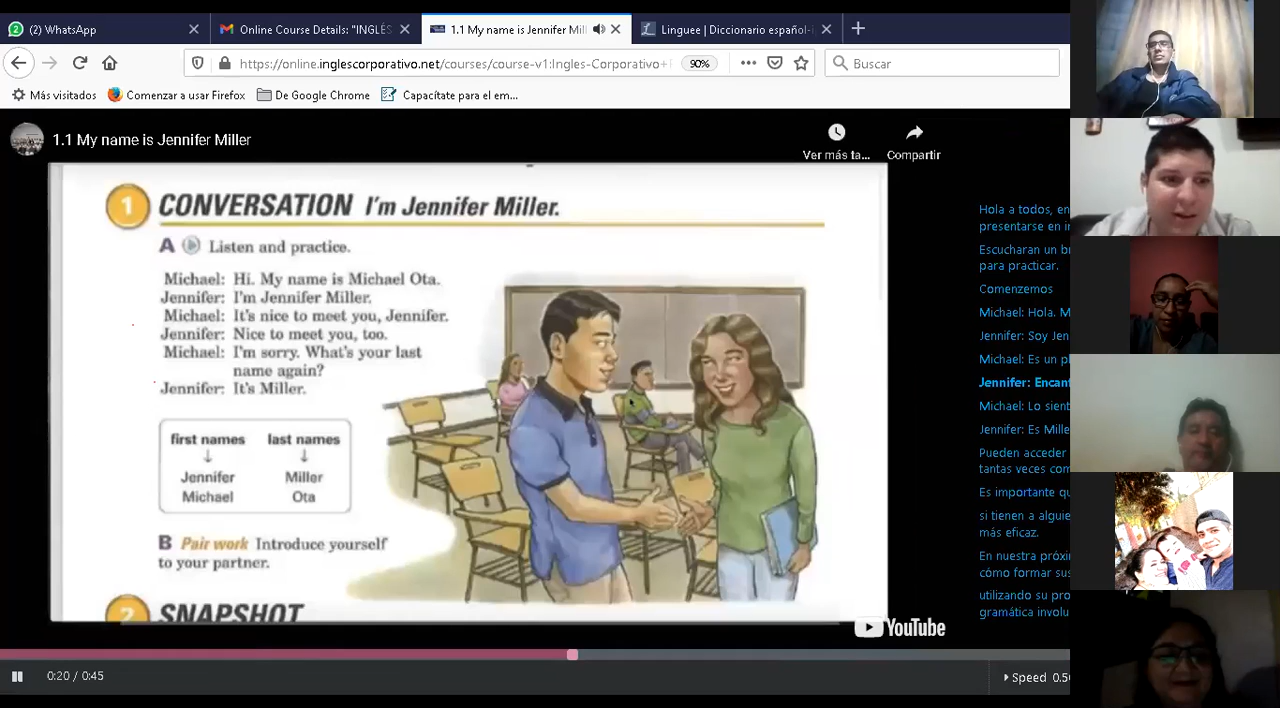 (2) WhatsApp
Online Course Details: "INGLÉS
1.1 My name is Jennifer Mil
Linguee | Diccionario español-i
https://online.inglescorporativo.net/courses/course-v1:Ingles-Corporativo+
90%
Buscar
Más visitados
Comenzar a usar Firefox
De Google Chrome
Capacítate para el em...
1.1 My name is Jennifer Miller
Ver más ta...
Compartir
1 CONVERSATION I'm Jennifer Miller.
A Listen and practice.
Michael: Hi. My name is Michael Ota.
Jennifer: I'm Jennifer Miller.
Michael: It's nice to meet you, Jennifer.
Jennifer: Nice to meet you, too.
Michael: I'm sorry. What's your last
name again?
Jennifer: It's Miller.
first names last names
Jennifer Miller
Michael Ota
B Pair work Introduce yourself
to your partner.
2 SNAPSHOT
YouTube
Hola a todos, en
presentarse en i
Escucharan un b
para practicar.
Comenzemos
Michael: Hola. M
Jennifer: Soy Jen
Michael: Es un pl
Jennifer: Encant
Michael: Lo sient
Jennifer: Es Mille
Pueden acceder
tantas veces com
Es importante qu
si tienen a alguie
más eficaz.
En nuestra próxi
cómo formar sus
utilizando su pro
gramática involu
0:20 / 0:45
Speed 0.50